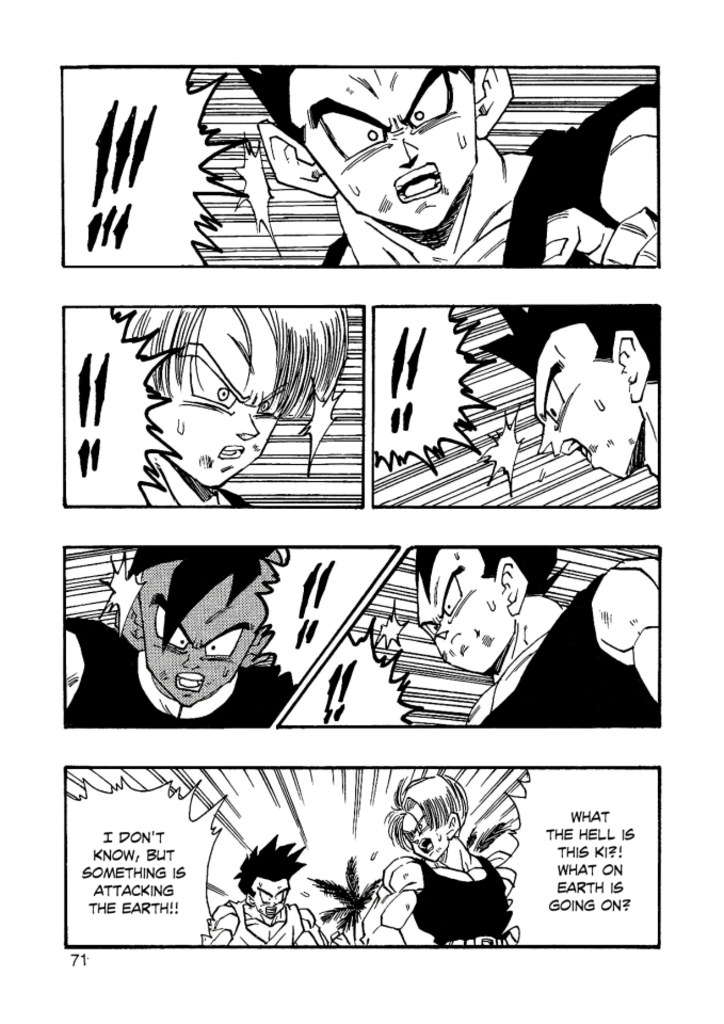 !!!
!!
!!
!!
!!
WHAT
THE HELL IS
THIS KI?!
WHAT ON
EARTH IS
GOING ON?
I DON'T
KNOW, BUT
SOMETHING IS
ATTACKING
THE EARTH!!
71